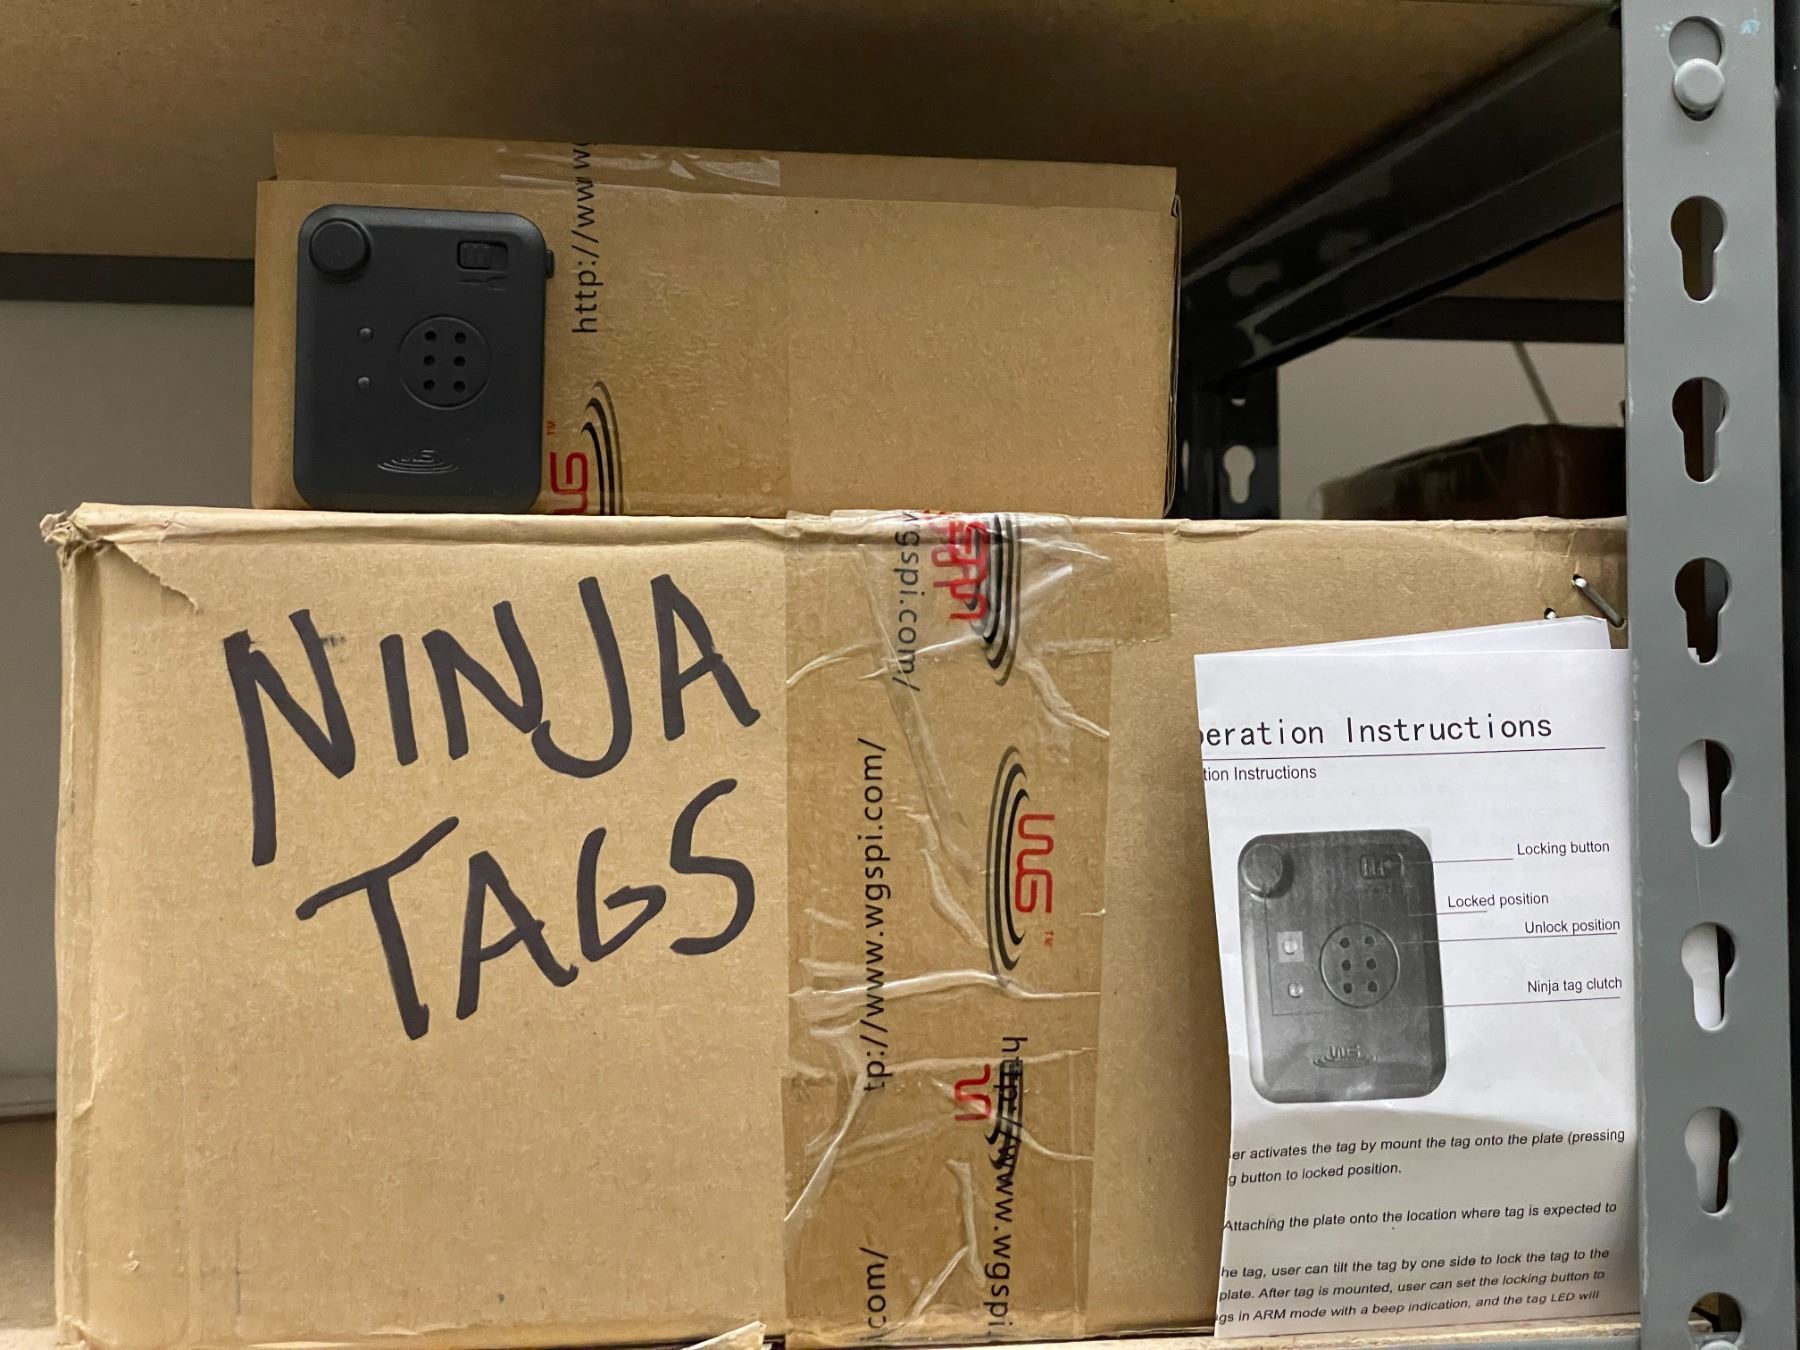 http://www
WS
TM
NINJA
TAGS
wgspi.com/
tp://www.wgspi.com/
WGS
TM
http://www.wgspi.
com/
eration Instructions
tion Instructions
Locking button
Locked position
Unlock position
Ninja tag clutch
er activates the tag by mount the tag onto the plate (pressing
g button to locked position.
Attaching the plate onto the location where tag is expected to
he tag, user can tilt the tag by one side to lock the tag to the
plate. After tag is mounted, user can set the locking button to
gs in ARM mode with a beep indication, and the tag LED will